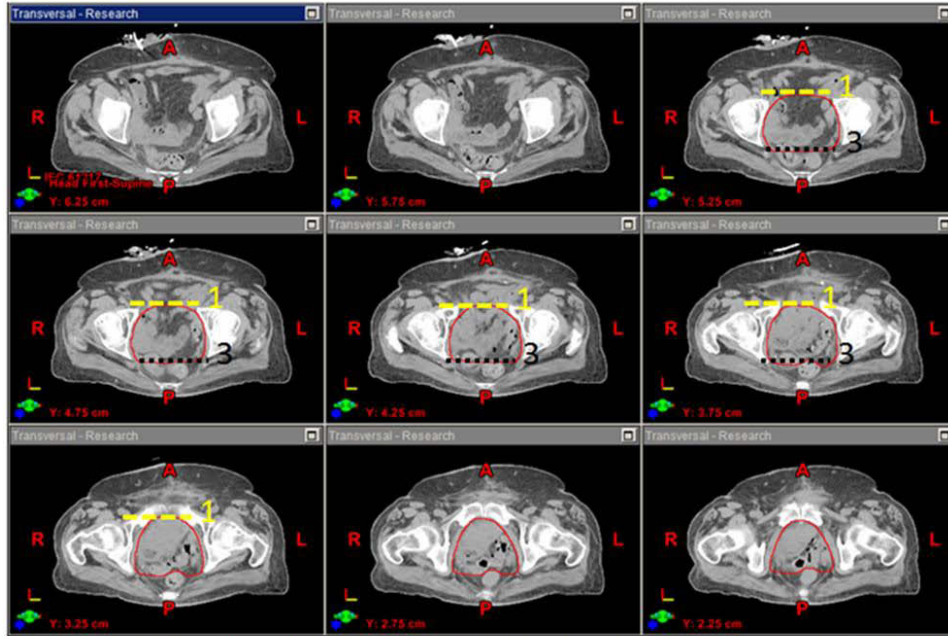 Transversal - Research
Transversal - Research
Transversal - Research
A
A
A
R
L
R
L
R
L
1
3
IEC 61217
Head First-Supine
L
L
L
P
P
P
Y: 6.25 cm
Y: 5.75 cm
Y: 5.25 cm
Transversal - Research
Transversal - Research
Transversal - Research
A
A
A
1
1
1
R
L
R
L
R
L
3
3
3
L
L
L
P
P
P
Y: 4.75 cm
Y: 4.25 cm
Y: 3.75 cm
Transversal - Research
Transversal - Research
Transversal - Research
A
A
A
1
R
L
R
L
R
L
L
L
L
P
P
P
Y: 3.25 cm
Y: 2.75 cm
Y: 2.25 cm